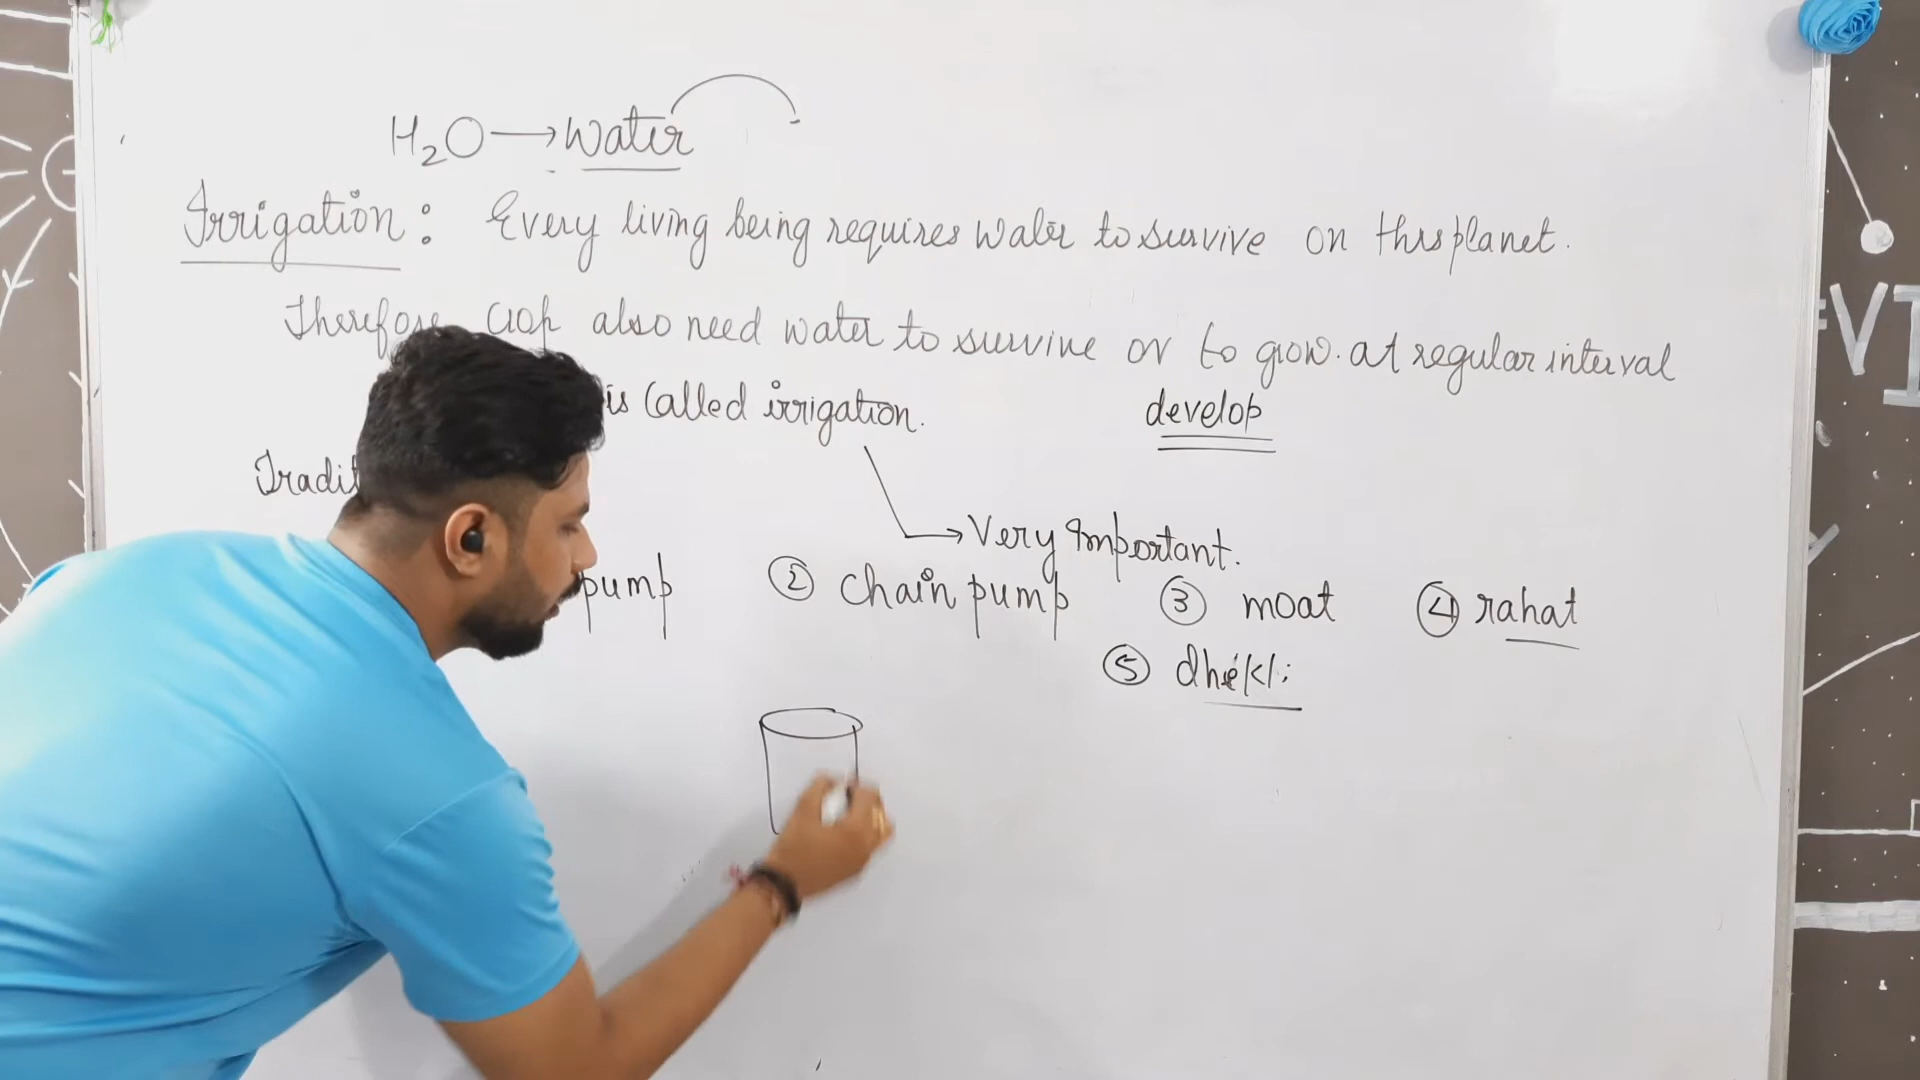 H₂O → Water
Irrigation : Every living being requires water to survive on this planet.
Therefore crop also need water to survive or to grow. at regular interval
is called irrigation. develop
Tradit
→ Very Important.
pump ② chain pump ③ moat ④ rahat
⑤ dhekli
VI